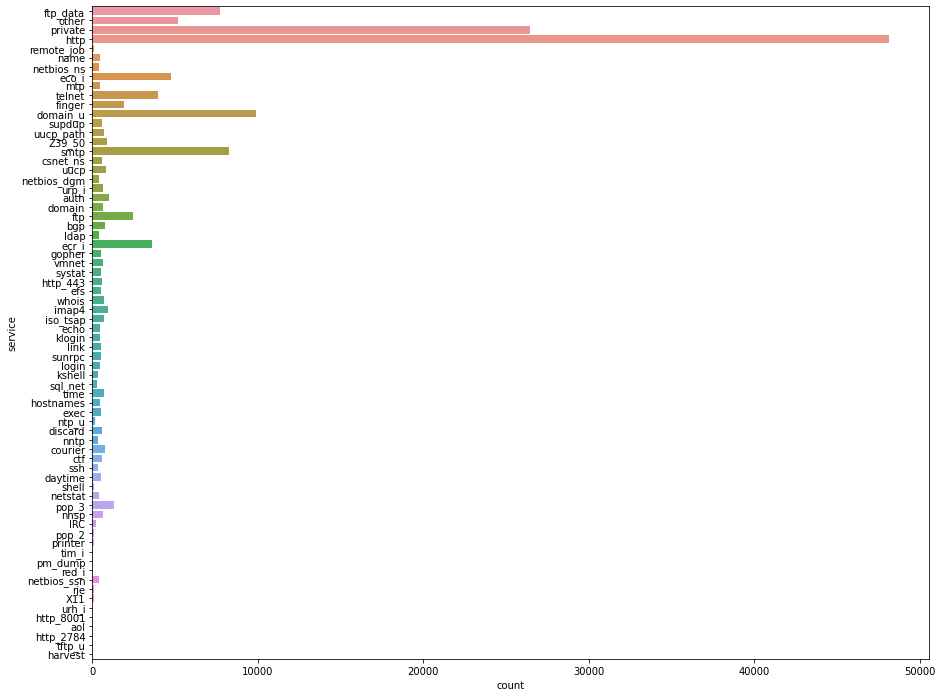 ftp_data
other
private
http
remote_job
name
netbios_ns
eco_i
mtp
telnet
finger
domain_u
supdup
uucp_path
Z39_50
smtp
csnet_ns
uucp
netbios_dgm
urp_i
auth
domain
ftp
bgp
ldap
ecr_i
gopher
vmnet
systat
http_443
efs
whois
imap4
iso_tsap
echo
klogin
link
sunrpc
login
kshell
sql_net
time
hostnames
exec
ntp_u
discard
nntp
courier
ctf
ssh
daytime
shell
netstat
pop_3
nnsp
IRC
pop_2
printer
tim_i
pm_dump
red_i
netbios_ssn
rje
X11
urh_i
http_8001
aol
http_2784
tftp_u
harvest
service
0 10000 20000 30000 40000 50000
count